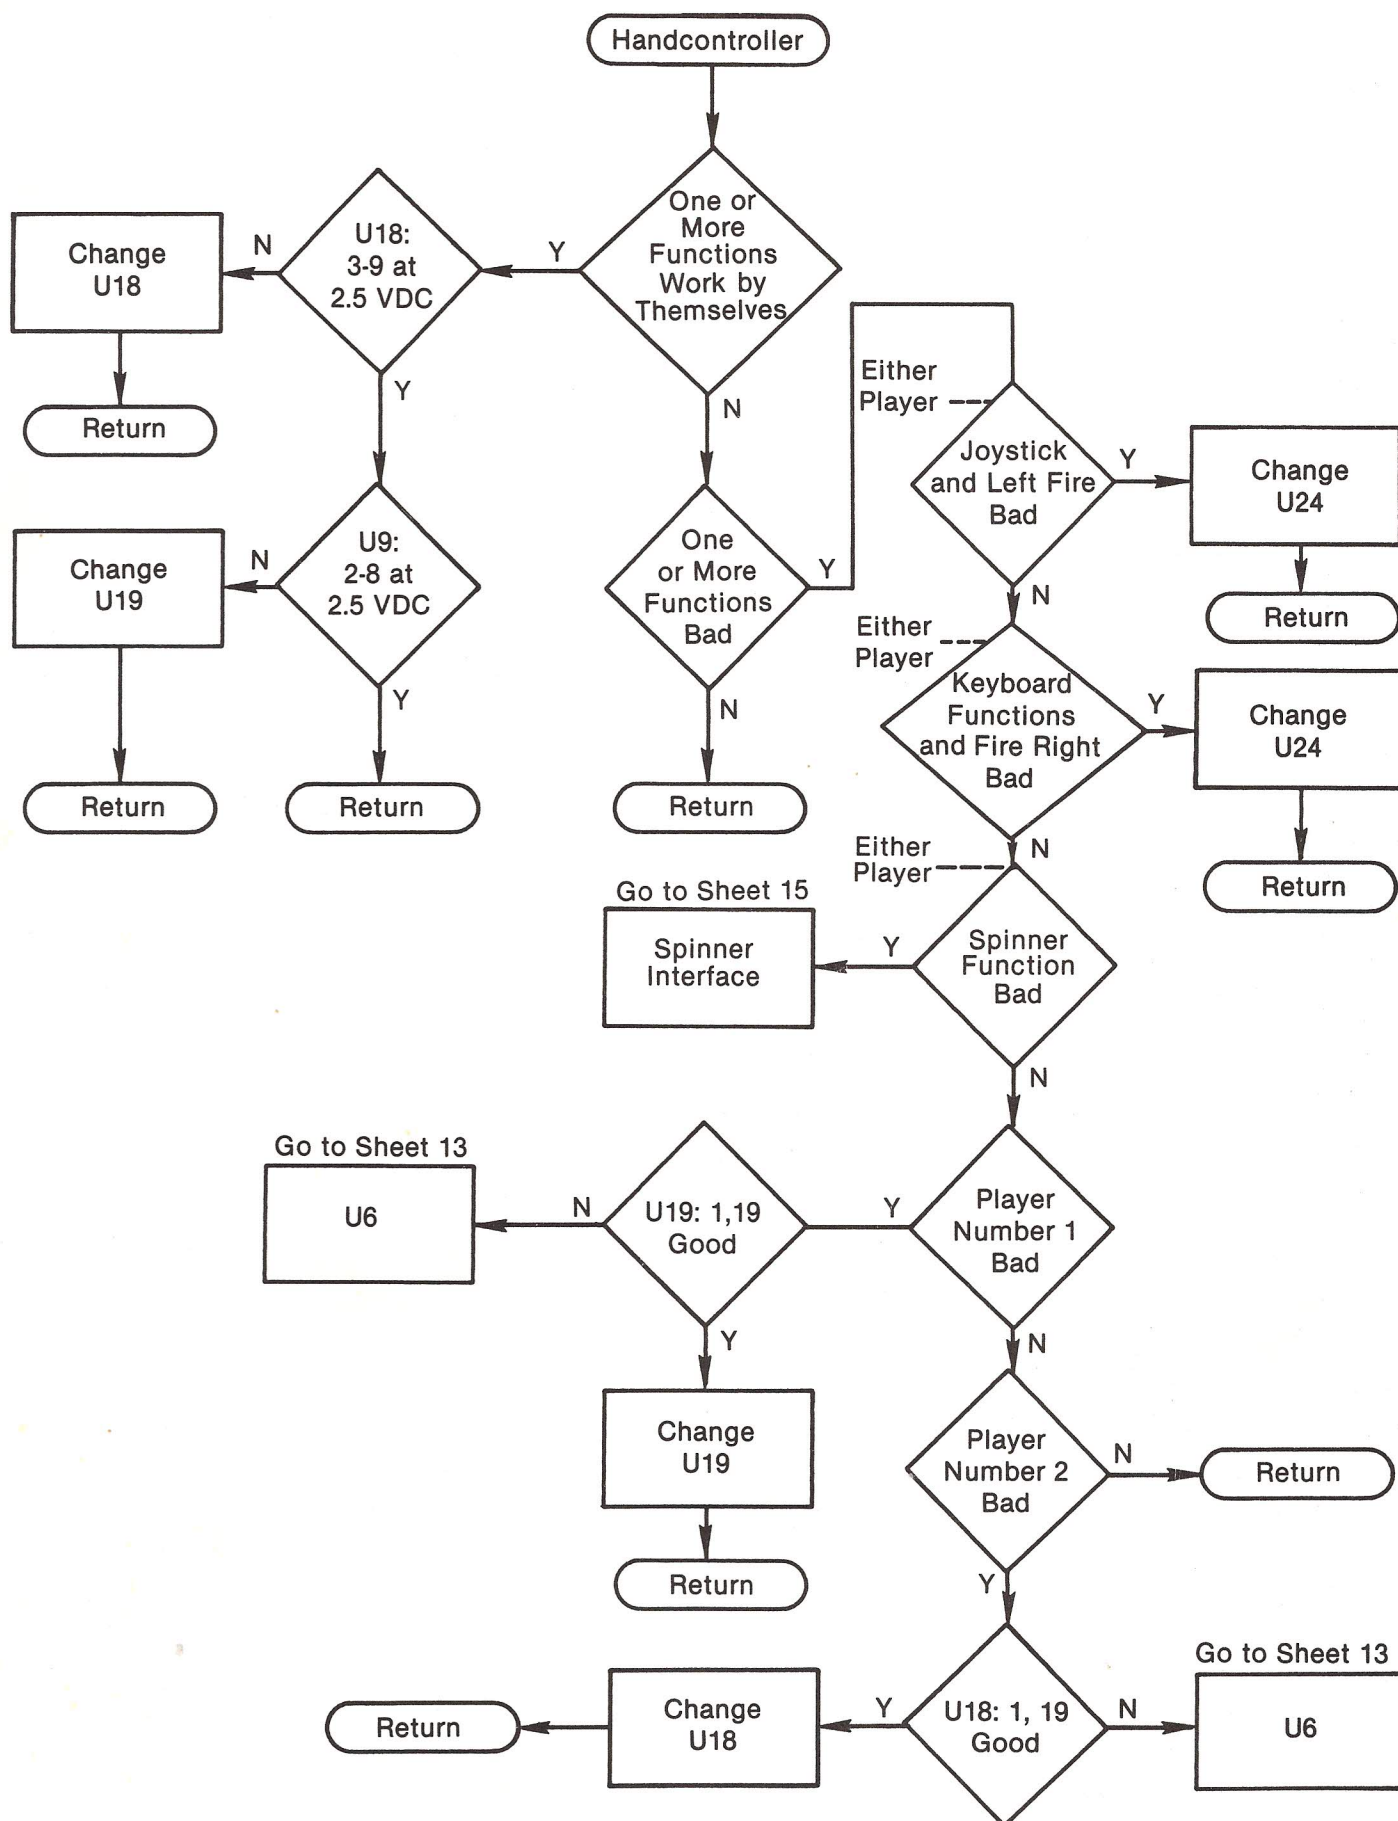 Handcontroller
One or
More
Functions
Work by
Themselves
Y
N
U18:
3-9 at
2.5 VDC
N
Y
Change
U18
Return
U9:
2-8 at
2.5 VDC
N
Y
Change
U19
Return
Return
One
or More
Functions
Bad
Y
N
Return
Either
Player
Joystick
and Left Fire
Bad
Y
N
Change
U24
Return
Either
Player
Keyboard
Functions
and Fire Right
Bad
Y
N
Change
U24
Return
Either
Player
Spinner
Function
Bad
Y
N
Go to Sheet 15
Spinner
Interface
Player
Number 1
Bad
Y
N
U19: 1,19
Good
N
Y
Go to Sheet 13
U6
Change
U19
Return
Player
Number 2
Bad
N
Y
Return
U18: 1, 19
Good
Y
N
Change
U18
Return
Go to Sheet 13
U6